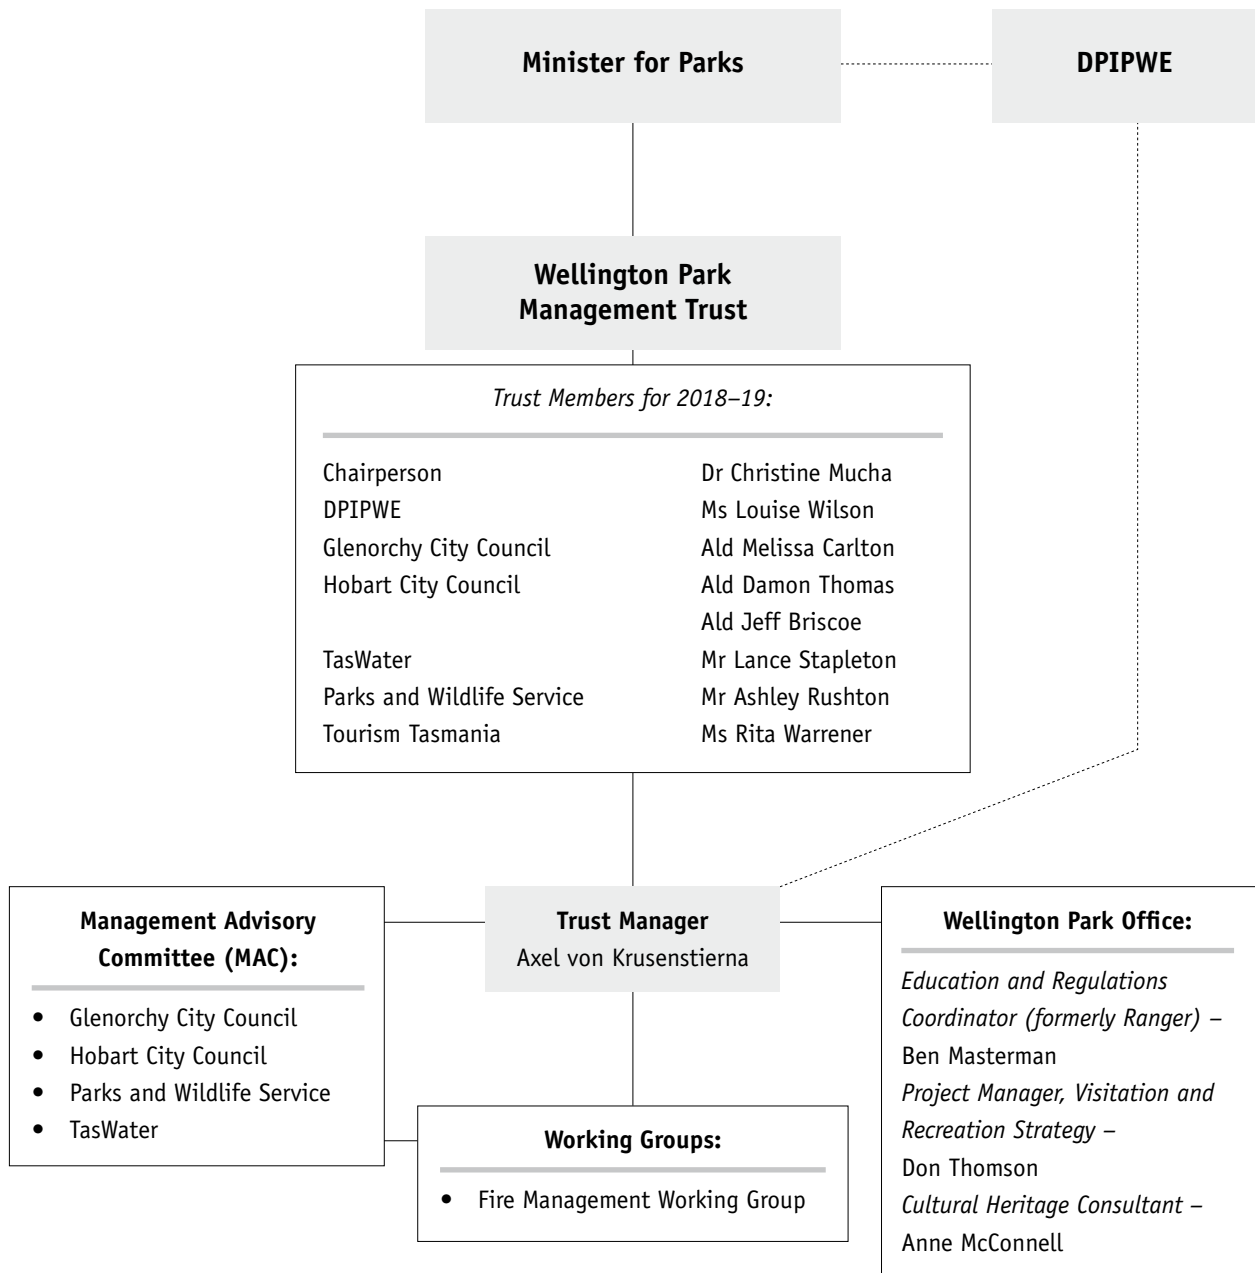 Minister for Parks
DPIPWE
Wellington Park
Management Trust
Trust Members for 2018–19:
Chairperson Dr Christine Mucha
DPIPWE Ms Louise Wilson
Glenorchy City Council Ald Melissa Carlton
Hobart City Council Ald Damon Thomas
Ald Jeff Briscoe
TasWater Mr Lance Stapleton
Parks and Wildlife Service Mr Ashley Rushton
Tourism Tasmania Ms Rita Warrener
Management Advisory
Committee (MAC):
• Glenorchy City Council
• Hobart City Council
• Parks and Wildlife Service
• TasWater
Trust Manager
Axel von Krusenstierna
Working Groups:
• Fire Management Working Group
Wellington Park Office:
Education and Regulations
Coordinator (formerly Ranger) –
Ben Masterman
Project Manager, Visitation and
Recreation Strategy –
Don Thomson
Cultural Heritage Consultant –
Anne McConnell